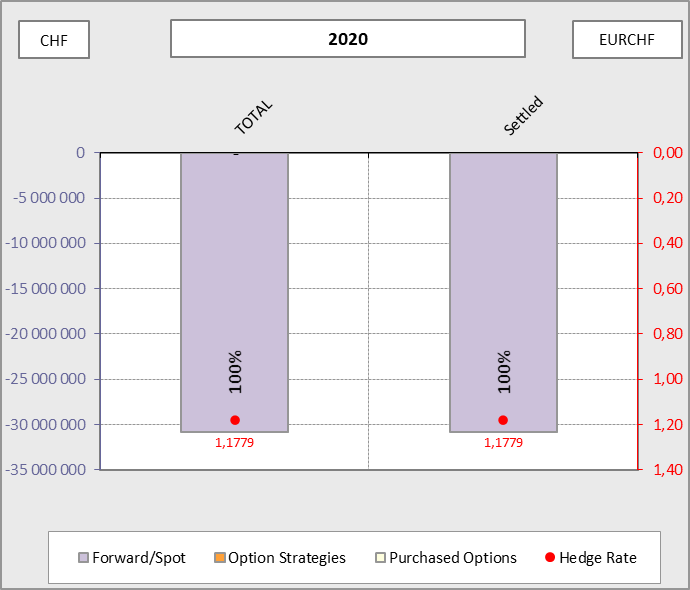 CHF
2020
EURCHF
TOTAL
Settled
0
-5 000 000
-10 000 000
-15 000 000
-20 000 000
-25 000 000
-30 000 000
-35 000 000
0,00
0,20
0,40
0,60
0,80
1,00
1,20
1,40
100%
100%
1,1779
1,1779
Forward/Spot
Option Strategies
Purchased Options
Hedge Rate